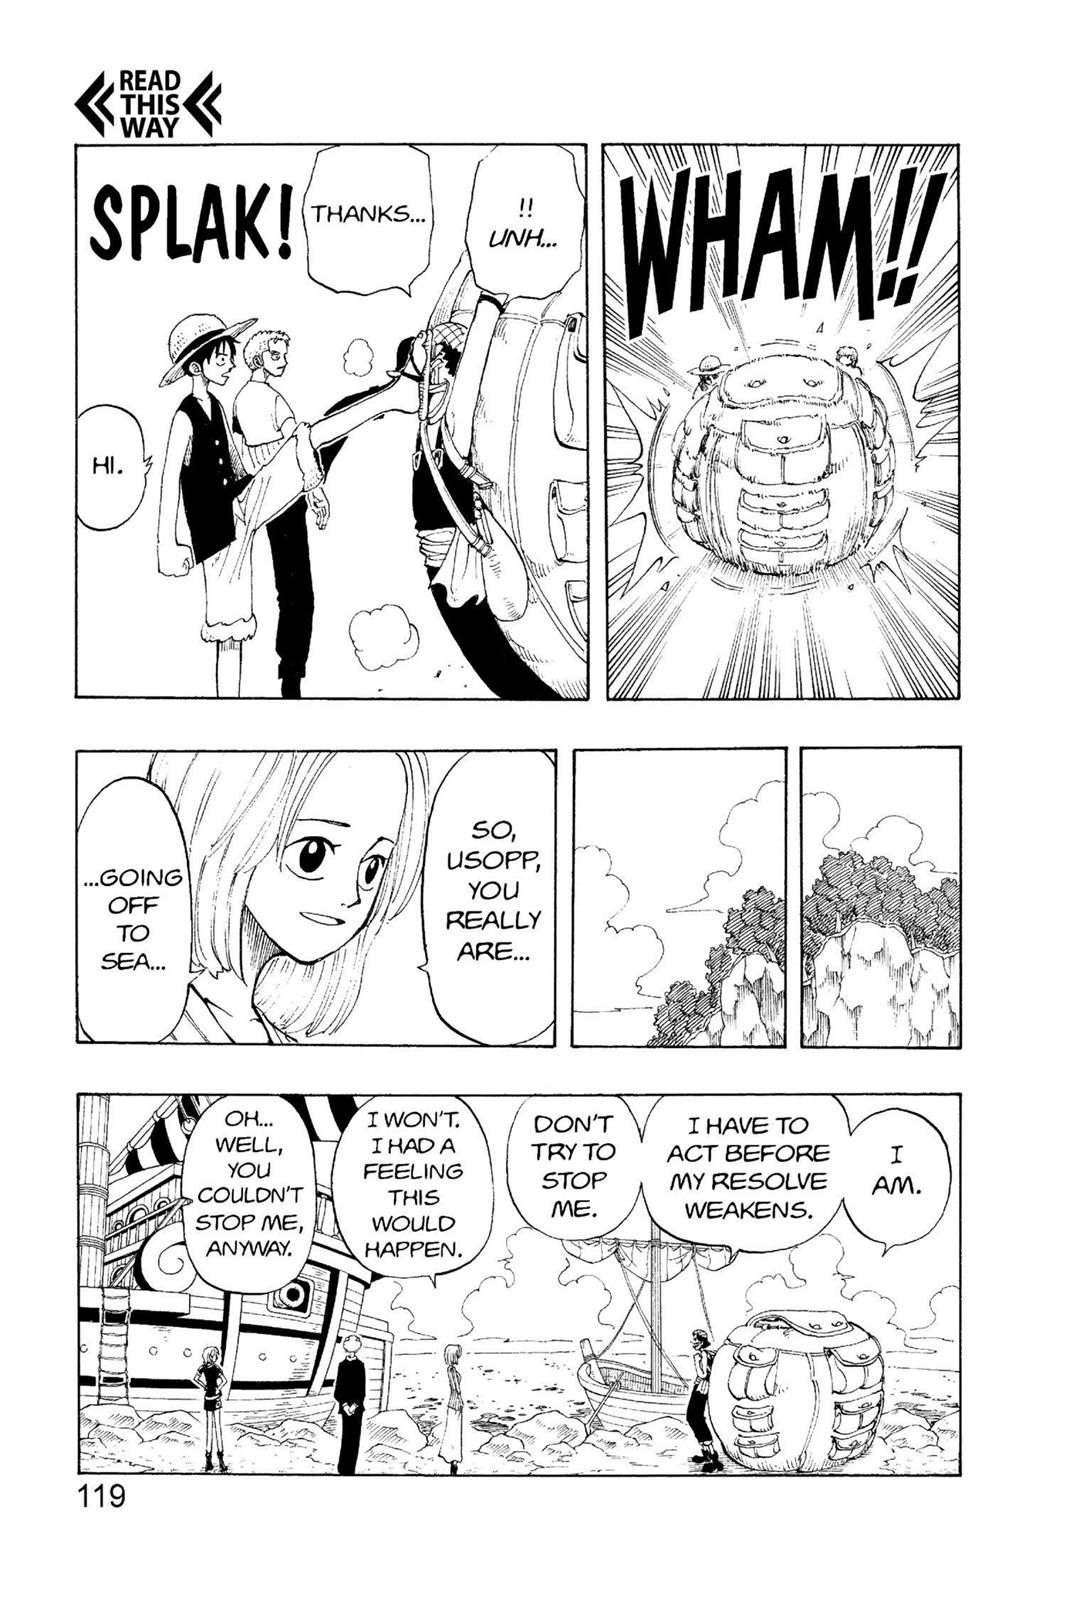 READ
THIS
WAY
WHAM!!
!!
UNH...
THANKS...
SPLAK!
HI.
SO,
USOPP,
YOU
REALLY
ARE...
...GOING
OFF
TO
SEA...
I
AM.
I HAVE TO
ACT BEFORE
MY RESOLVE
WEAKENS.
DON'T
TRY TO
STOP
ME.
I WON'T.
I HAD A
FEELING
THIS
WOULD
HAPPEN.
OH...
WELL,
YOU
COULDN'T
STOP ME,
ANYWAY.
119